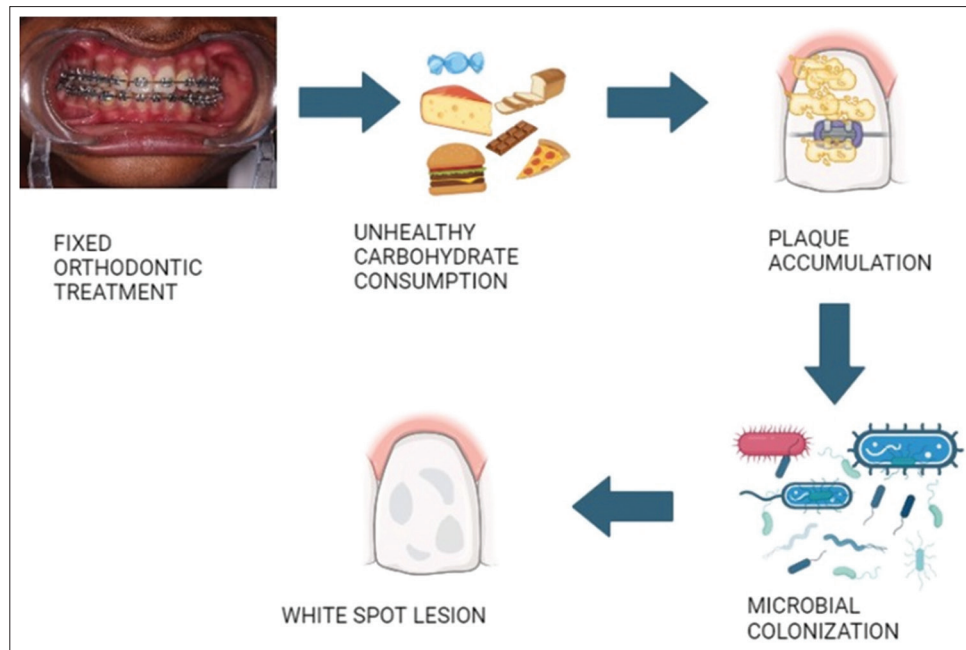 FIXED
ORTHODONTIC
TREATMENT
UNHEALTHY
CARBOHYDRATE
CONSUMPTION
PLAQUE
ACCUMULATION
MICROBIAL
COLONIZATION
WHITE SPOT LESION